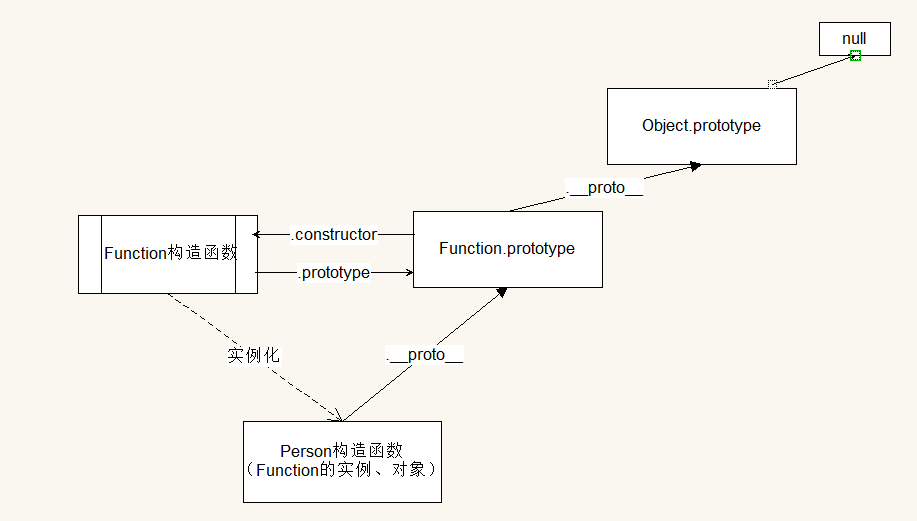 null
Object.prototype
.__proto__
Function构造函数
.constructor
Function.prototype
.prototype
实例化
.__proto__
Person构造函数
（Function的实例、对象）